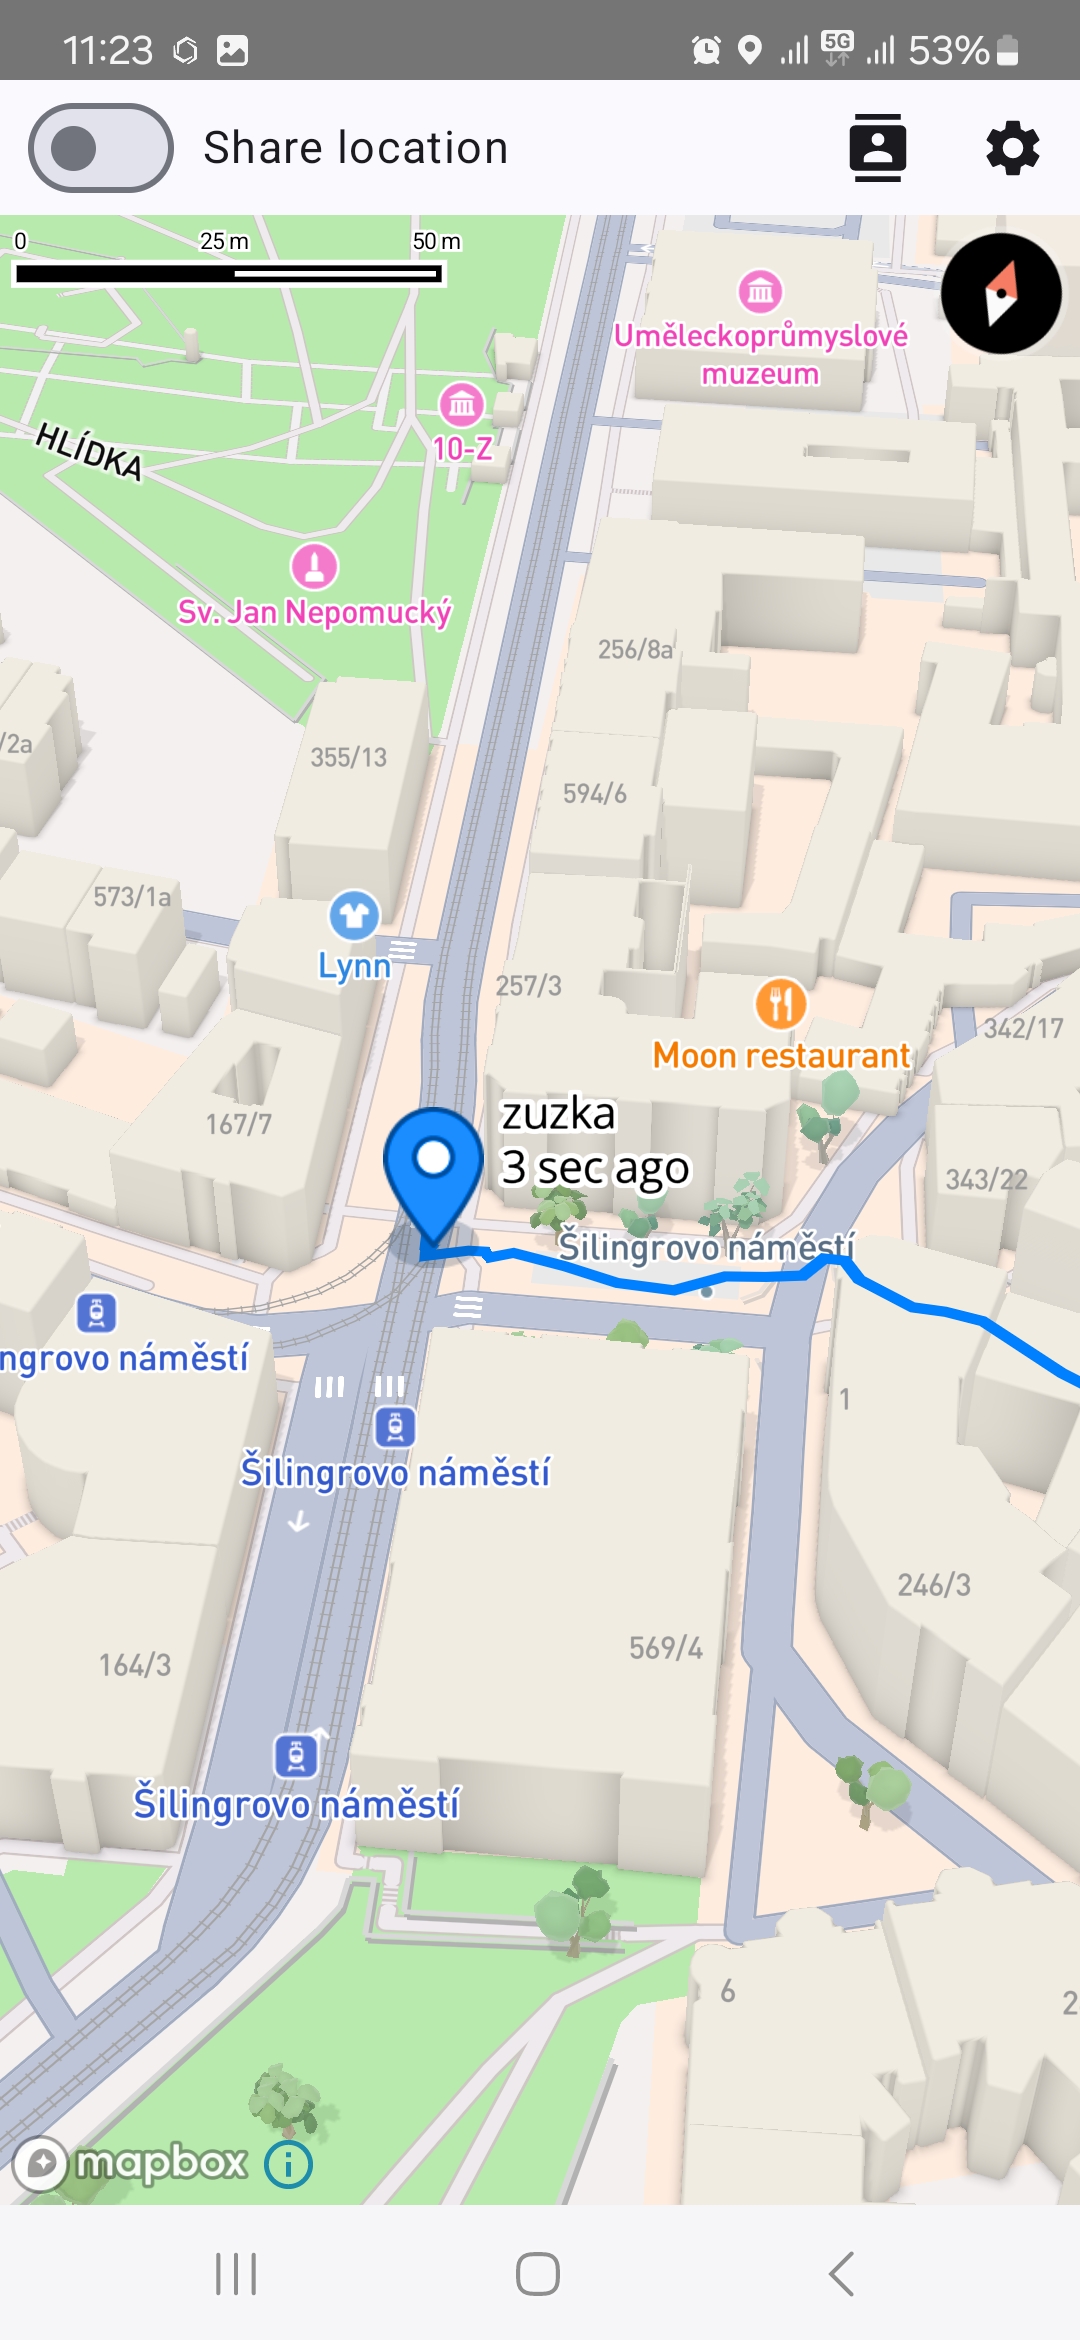 11:23
5G
53%
Share location
0 25 m 50 m
Uměleckoprůmyslové
muzeum
10-Z
HLÍDKA
Sv. Jan Nepomucký
256/8a
/2a
355/13
594/6
573/1a
Lynn
257/3
342/17
Moon restaurant
167/7
zuzka
3 sec ago
343/22
Šilingrovo náměstí
ngrovo náměstí
1
Šilingrovo náměstí
246/3
569/4
164/3
Šilingrovo náměstí
6
2
mapbox